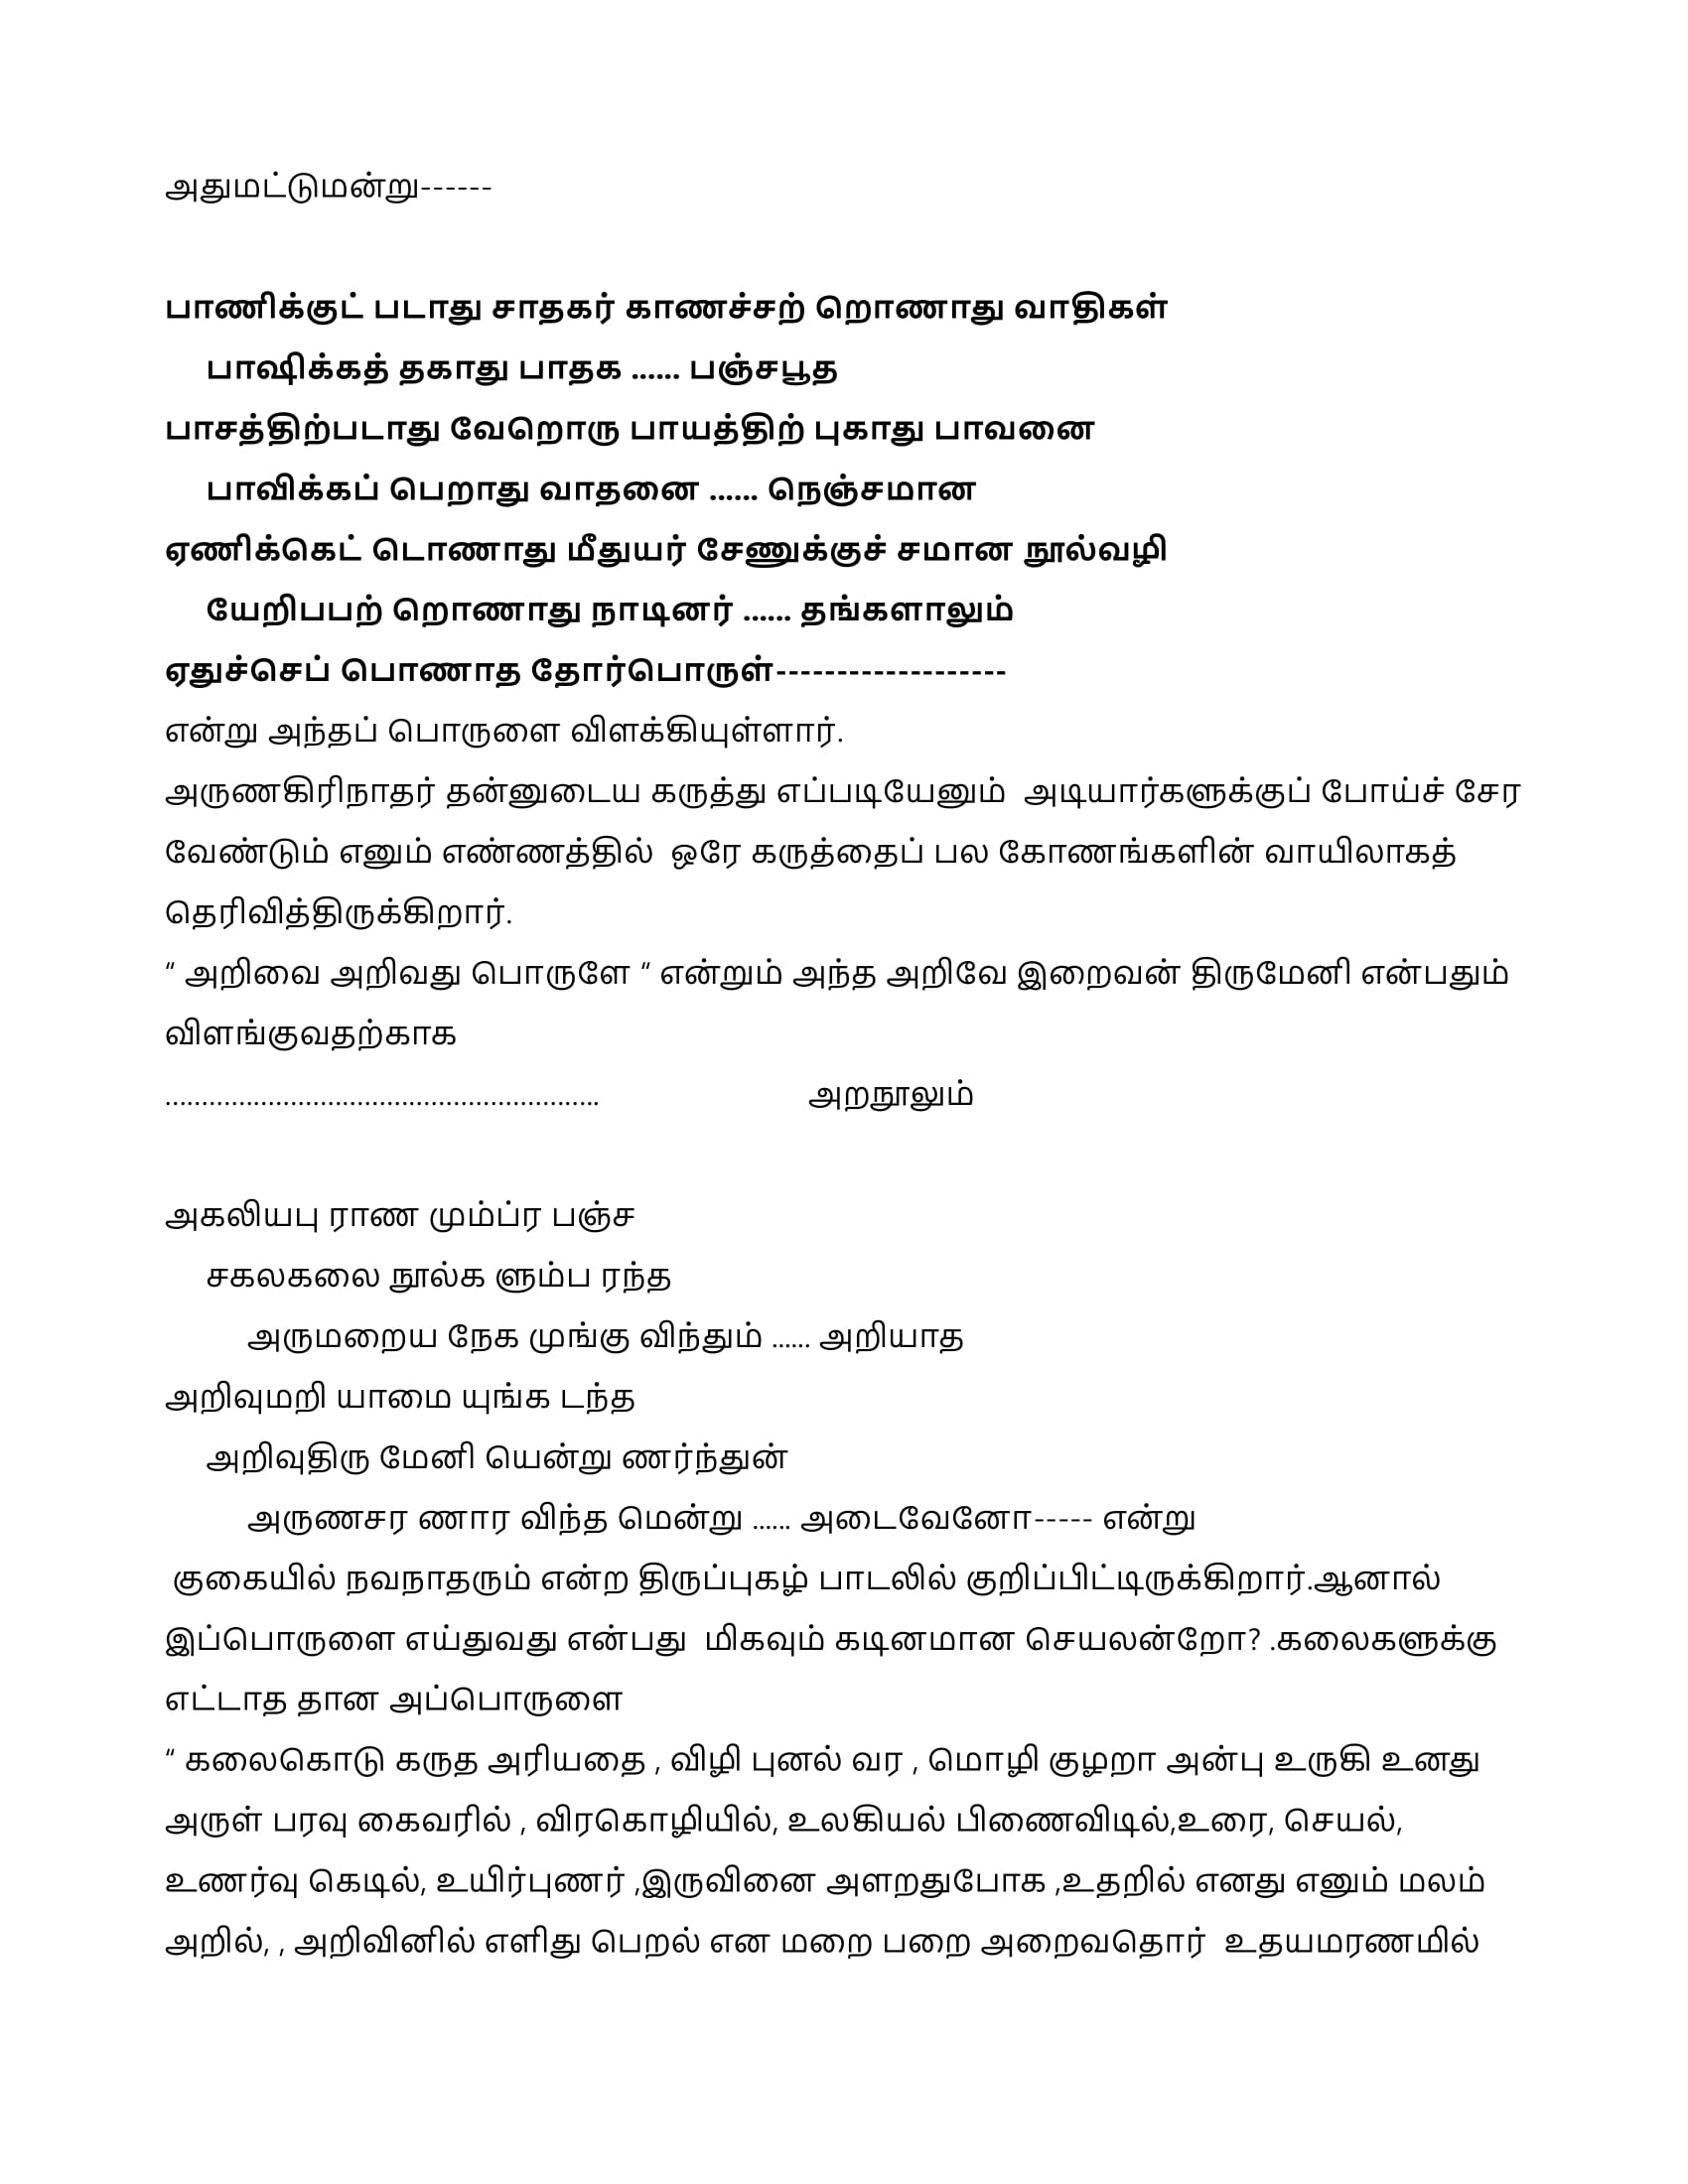 அதுமட்டுமன்று------
பாணிக்குட் படாது சாதகர் காணச்சற் றொணாது வாதிகள்
பாஷிக்கத் தகாது பாதக ...... பஞ்சபூத
பாசத்திற்படாது வேறொரு பாயத்திற் புகாது பாவனை
பாவிக்கப் பெறாது வாதனை ...... நெஞ்சமான
ஏணிக்கெட் டொணாது மீதுயர் சேணுக்குச் சமான நூல்வழி
யேறிபபற் றொணாது நாடினர் ...... தங்களாலும்
ஏதுச்செப் பொணாத தோர்பொருள்-------------------
என்று அந்தப் பொருளை விளக்கியுள்ளார்.
அருணகிரிநாதர் தன்னுடைய கருத்து எப்படியேனும்  அடியார்களுக்குப் போய்ச் சேர
வேண்டும் எனும் எண்ணத்தில்  ஒரே கருத்தைப் பல கோணங்களின் வாயிலாகத்
தெரிவித்திருக்கிறார்.
“ அறிவை அறிவது பொருளே “ என்றும் அந்த அறிவே இறைவன் திருமேனி என்பதும்
விளங்குவதற்காக
........................................................... அறநூலும்
அகலியபு ராண மும்ப்ர பஞ்ச
சகலகலை நூல்க ளும்ப ரந்த
அருமறைய நேக முங்கு விந்தும் ...... அறியாத
அறிவுமறி யாமை யுங்க டந்த
அறிவுதிரு மேனி யென்று ணர்ந்துன்
அருணசர ணார விந்த மென்று ...... அடைவேனோ----- என்று
குகையில் நவநாதரும் என்ற திருப்புகழ் பாடலில் குறிப்பிட்டிருக்கிறார்.ஆனால்
இப்பொருளை எய்துவது என்பது  மிகவும் கடினமான செயலன்றோ? .கலைகளுக்கு
எட்டாத தான அப்பொருளை
“ கலைகொடு கருத அரியதை , விழி புனல் வர , மொழி குழறா அன்பு உருகி உனது
அருள் பரவு கைவரில் , விரகொழியில், உலகியல் பிணைவிடில்,உரை, செயல்,
உணர்வு கெடில், உயிர்புணர் ,இருவினை அளறதுபோக ,உதறில் எனது எனும் மலம்
அறில், , அறிவினில் எளிது பெறல் என மறை பறை அறைவதொர்  உதயமரணமில்